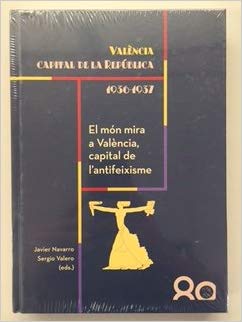 València
capital de la República
1936-1937
El món mira
a València,
capital de
l'antifeixisme
Javier Navarro
Sergio Valero
(eds.)
80